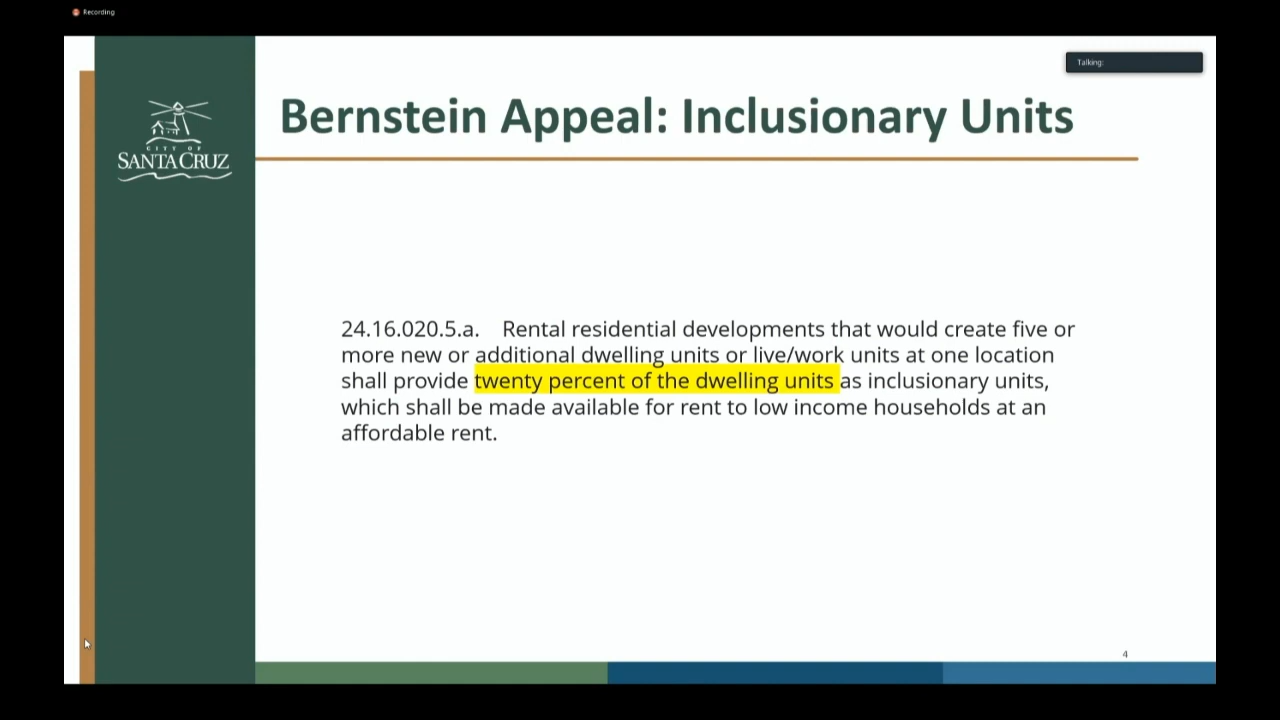 Recording
Talking:
CITY OF
SANTA CRUZ
Bernstein Appeal: Inclusionary Units
24.16.020.5.a. Rental residential developments that would create five or
more new or additional dwelling units or live/work units at one location
shall provide twenty percent of the dwelling units as inclusionary units,
which shall be made available for rent to low income households at an
affordable rent.
4